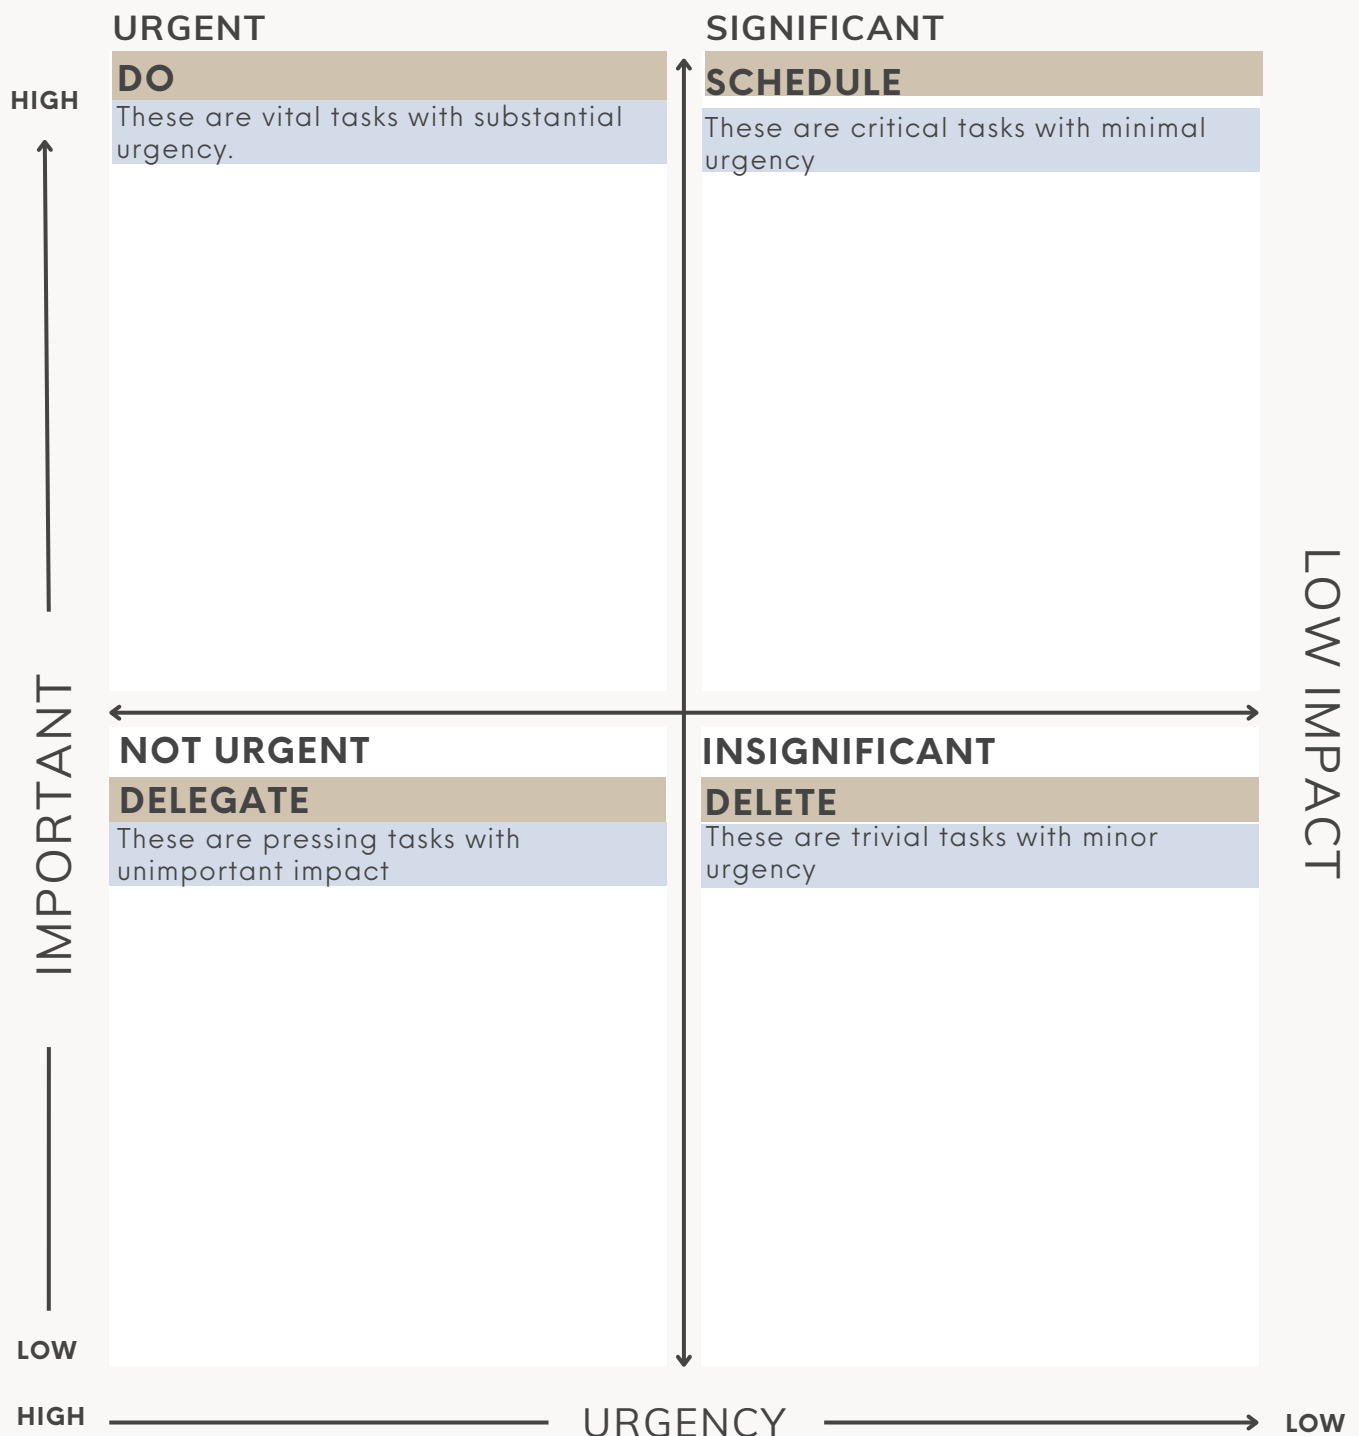 URGENT
SIGNIFICANT
DO
SCHEDULE
HIGH
These are vital tasks with substantial
urgency.
These are critical tasks with minimal
urgency
IMPORTANT
LOW IMPACT
NOT URGENT
INSIGNIFICANT
DELEGATE
DELETE
These are pressing tasks with
unimportant impact
These are trivial tasks with minor
urgency
LOW
HIGH
URGENCY
LOW